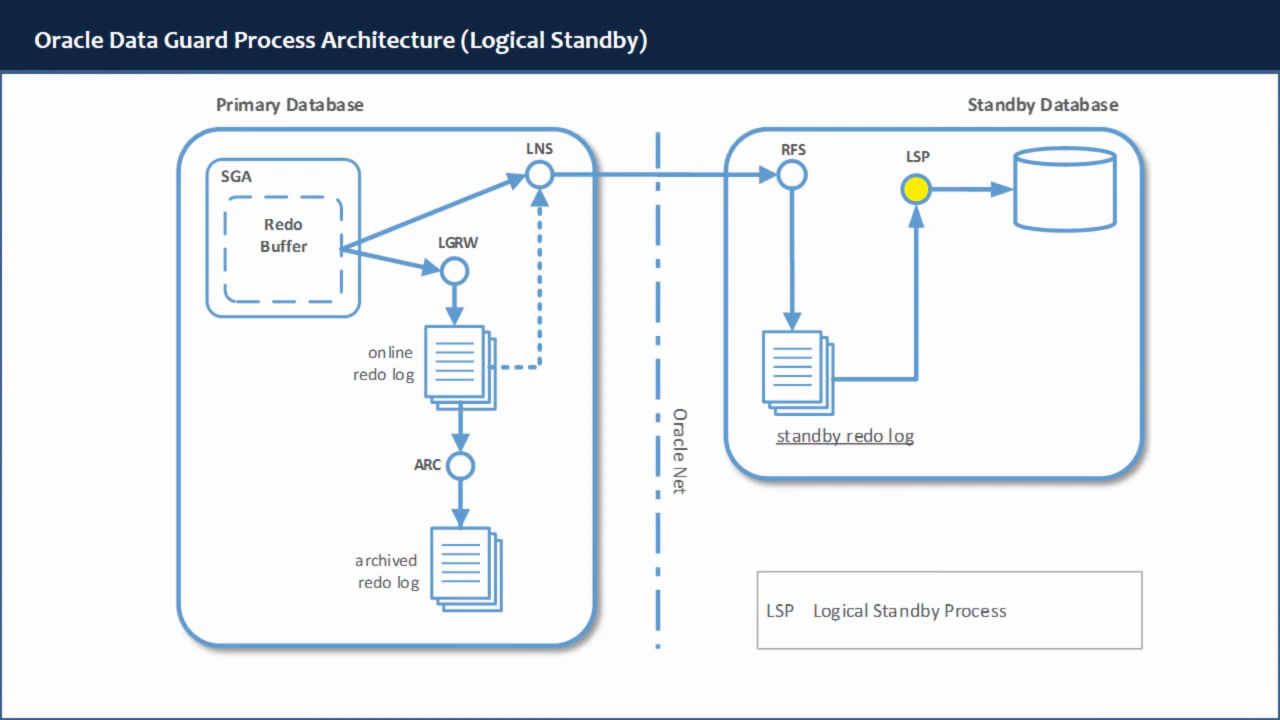 Oracle Data Guard Process Architecture (Logical Standby)
Primary Database
Standby Database
LNS
RFS
LSP
SGA
Redo
Buffer
LGRW
online
redo log
Oracle Net
standby redo log
ARC
archived
redo log
LSP Logical Standby Process